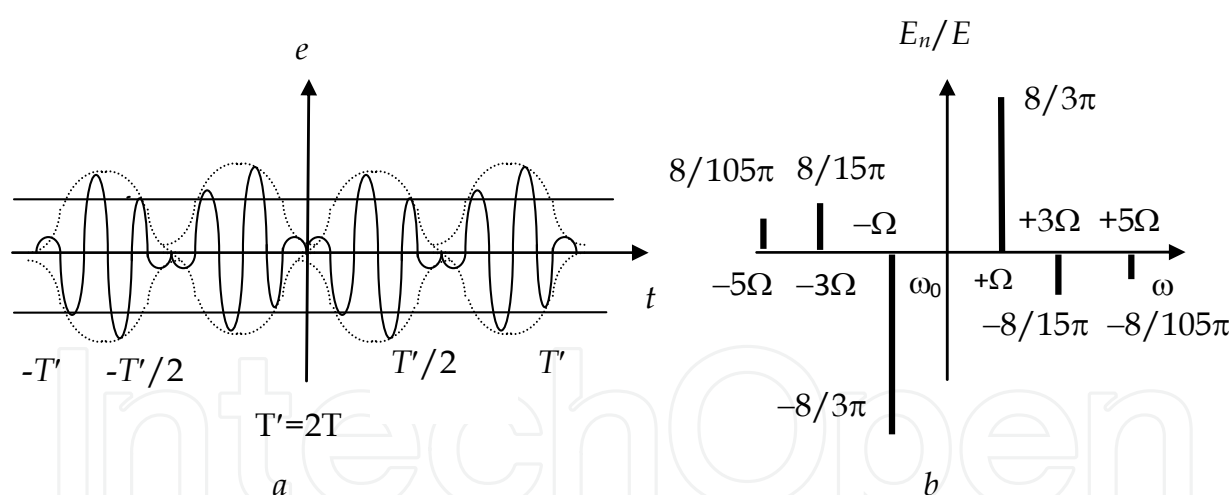 e
t
-T′
-T′/2
T′/2
T′
T′=2T
a
Eₙ/E
8/3π
8/105π
8/15π
−Ω
+3Ω
+5Ω
−5Ω
−3Ω
ω₀
+Ω
ω
−8/15π
−8/105π
−8/3π
b
IntechOpen